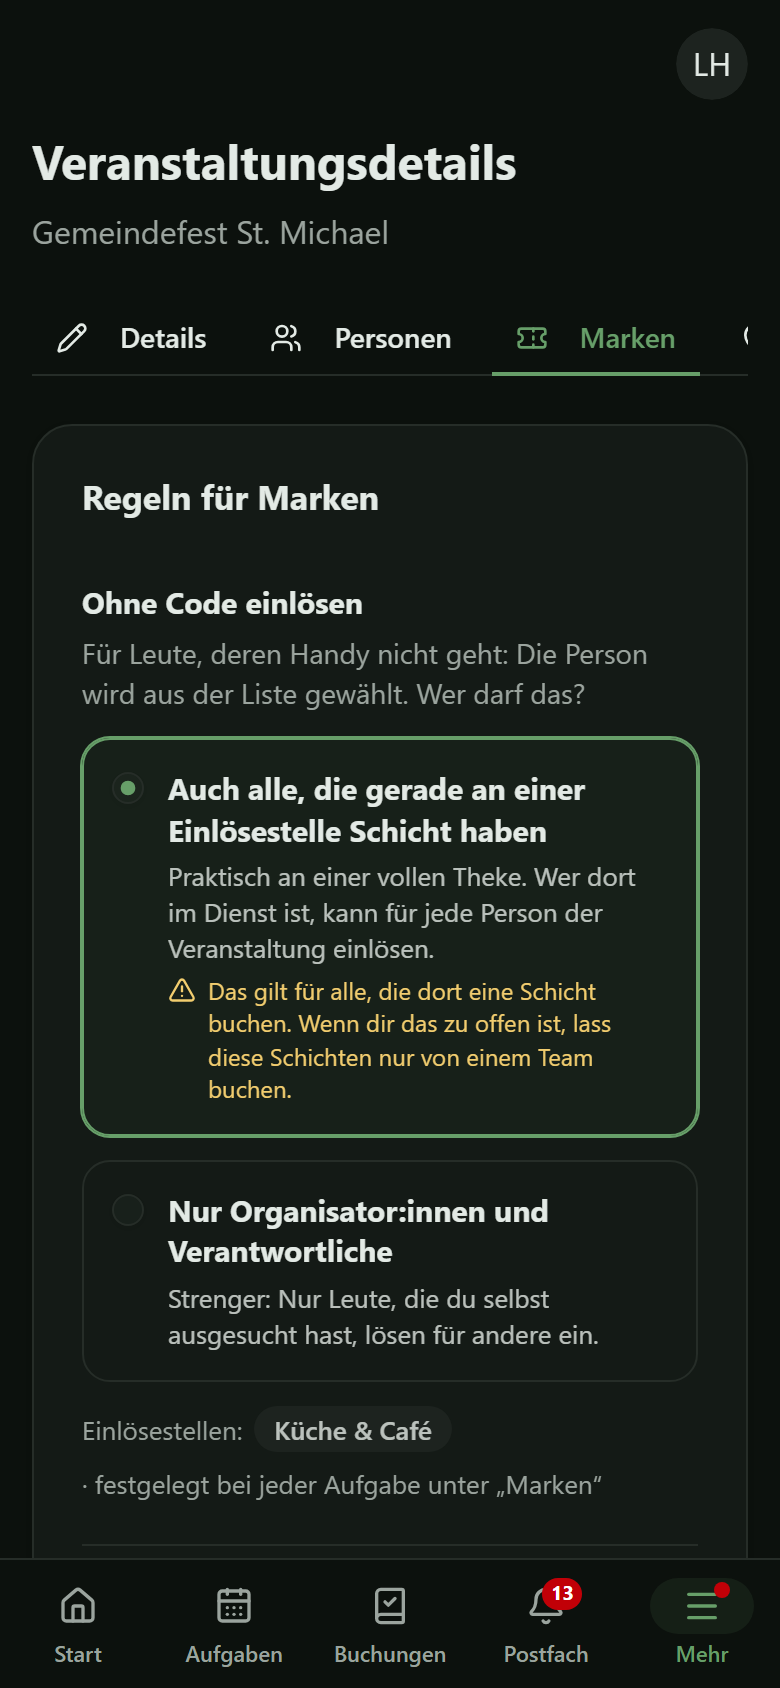 LH
Veranstaltungsdetails
Gemeindefest St. Michael
Details
Personen
Marken
Regeln für Marken
Ohne Code einlösen
Für Leute, deren Handy nicht geht: Die Person
wird aus der Liste gewählt. Wer darf das?
Auch alle, die gerade an einer
Einlösestelle Schicht haben
Praktisch an einer vollen Theke. Wer dort
im Dienst ist, kann für jede Person der
Veranstaltung einlösen.
Das gilt für alle, die dort eine Schicht
buchen. Wenn dir das zu offen ist, lass
diese Schichten nur von einem Team
buchen.
Nur Organisator:innen und
Verantwortliche
Strenger: Nur Leute, die du selbst
ausgesucht hast, lösen für andere ein.
Einlösestellen: Küche & Café
· festgelegt bei jeder Aufgabe unter „Marken“
13
Start
Aufgaben
Buchungen
Postfach
Mehr